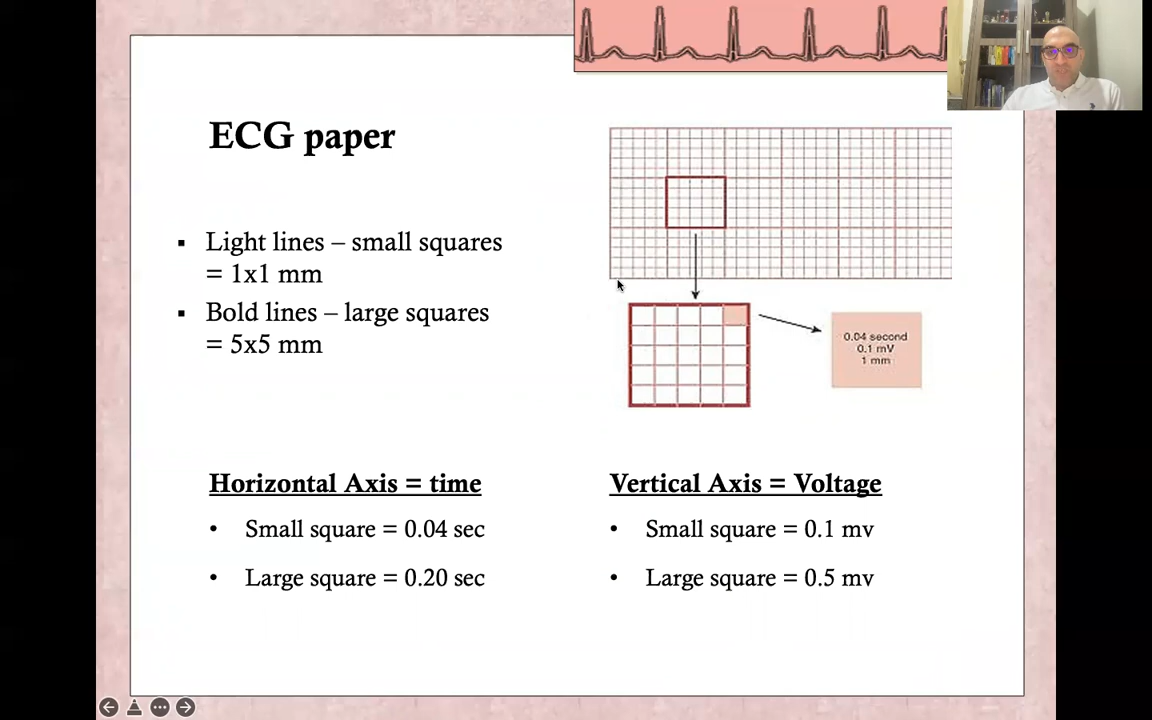 ECG paper
▪ Light lines – small squares
= 1x1 mm
▪ Bold lines – large squares
= 5x5 mm
0.04 second
0.1 mV
1 mm
Horizontal Axis = time
• Small square = 0.04 sec
• Large square = 0.20 sec
Vertical Axis = Voltage
• Small square = 0.1 mv
• Large square = 0.5 mv